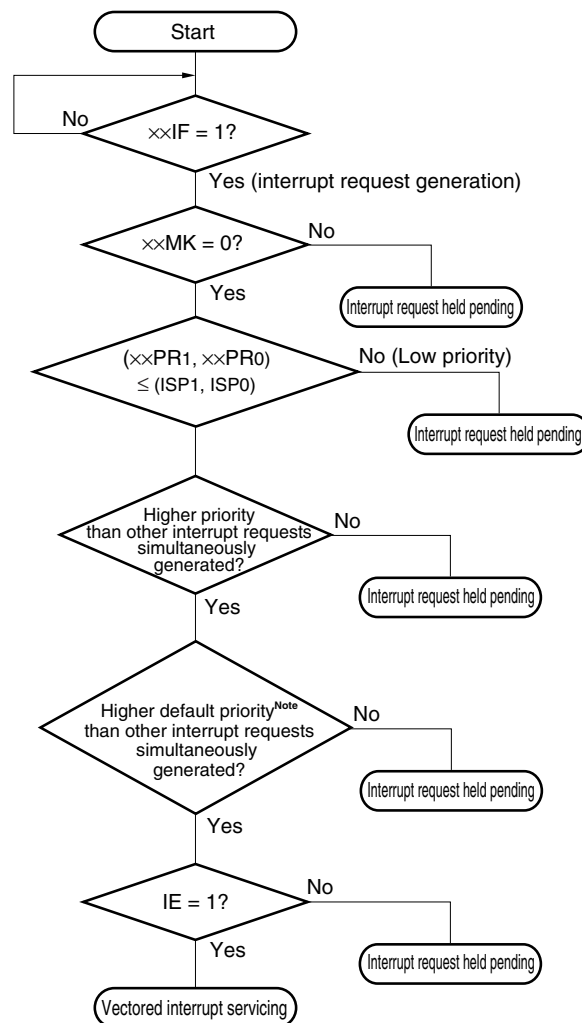 Start
No
××IF = 1?
Yes (interrupt request generation)
××MK = 0?
No
Yes
Interrupt request held pending
(××PR1, ××PR0)
≤ (ISP1, ISP0)
No (Low priority)
Interrupt request held pending
Higher priority
than other interrupt requests
simultaneously
generated?
No
Yes
Interrupt request held pending
Higher default priorityNote
than other interrupt requests
simultaneously
generated?
No
Yes
Interrupt request held pending
IE = 1?
No
Yes
Interrupt request held pending
Vectored interrupt servicing